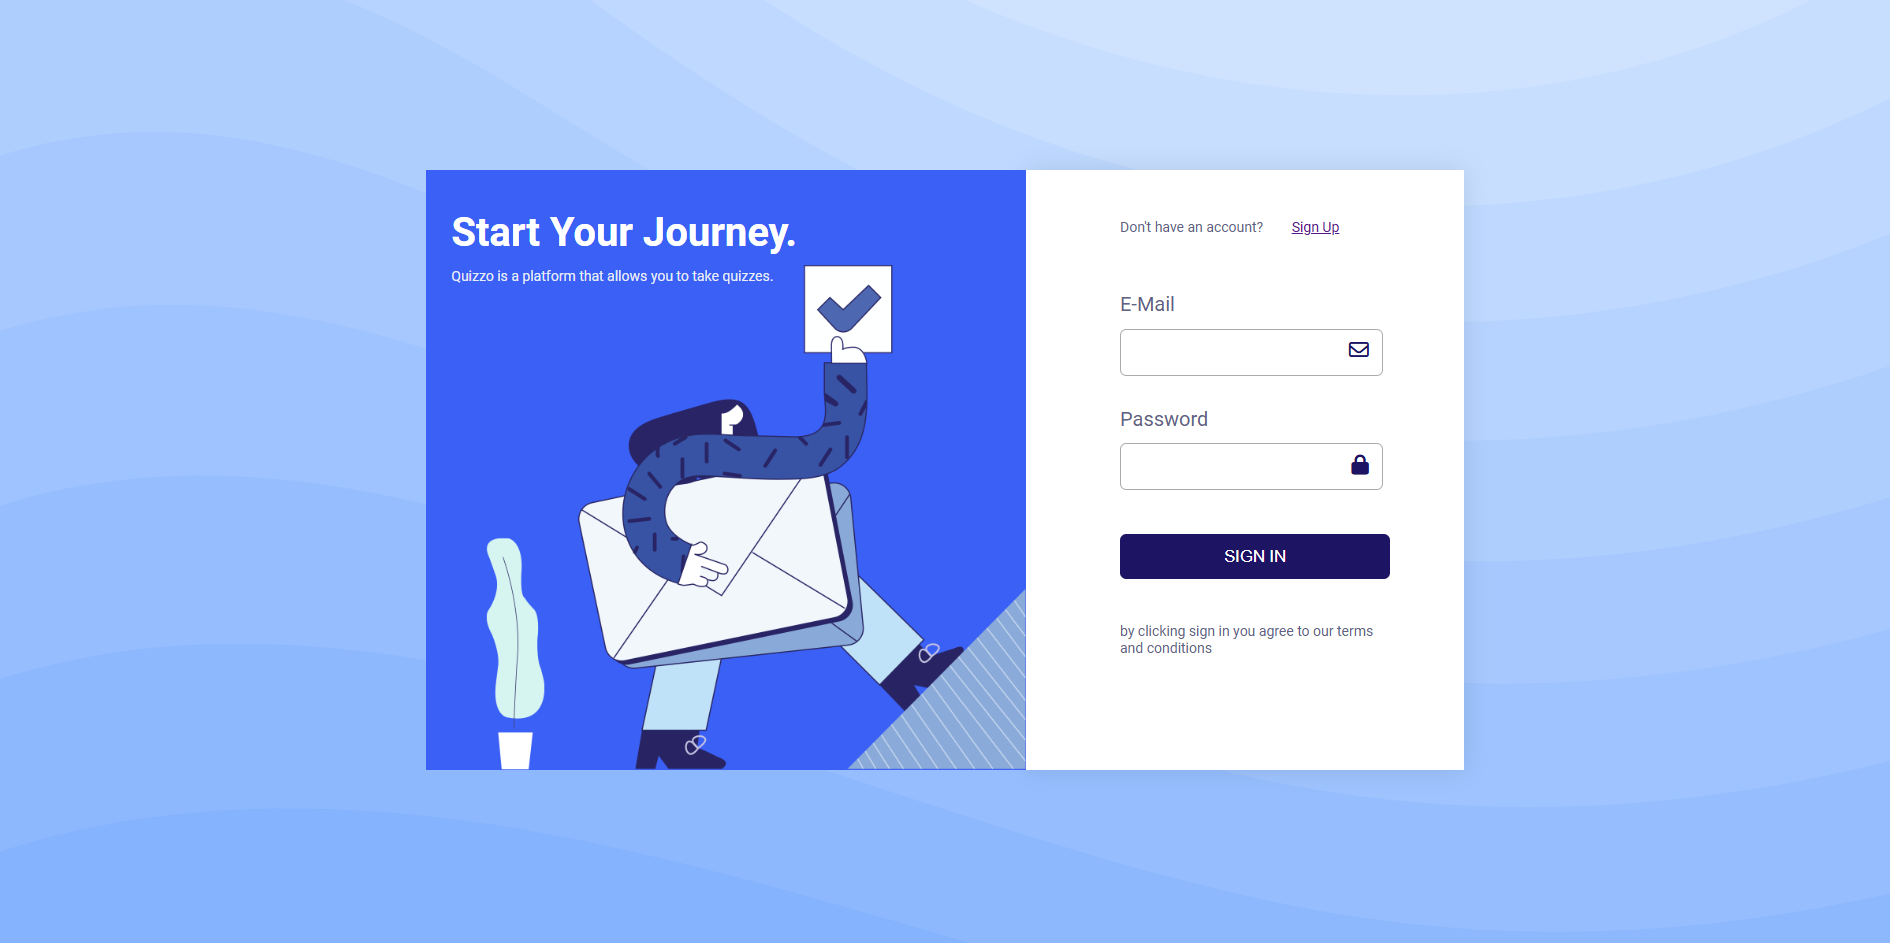 Start Your Journey.
Quizzo is a platform that allows you to take quizzes.
Don't have an account? Sign Up
E-Mail
Password
SIGN IN
by clicking sign in you agree to our terms
and conditions